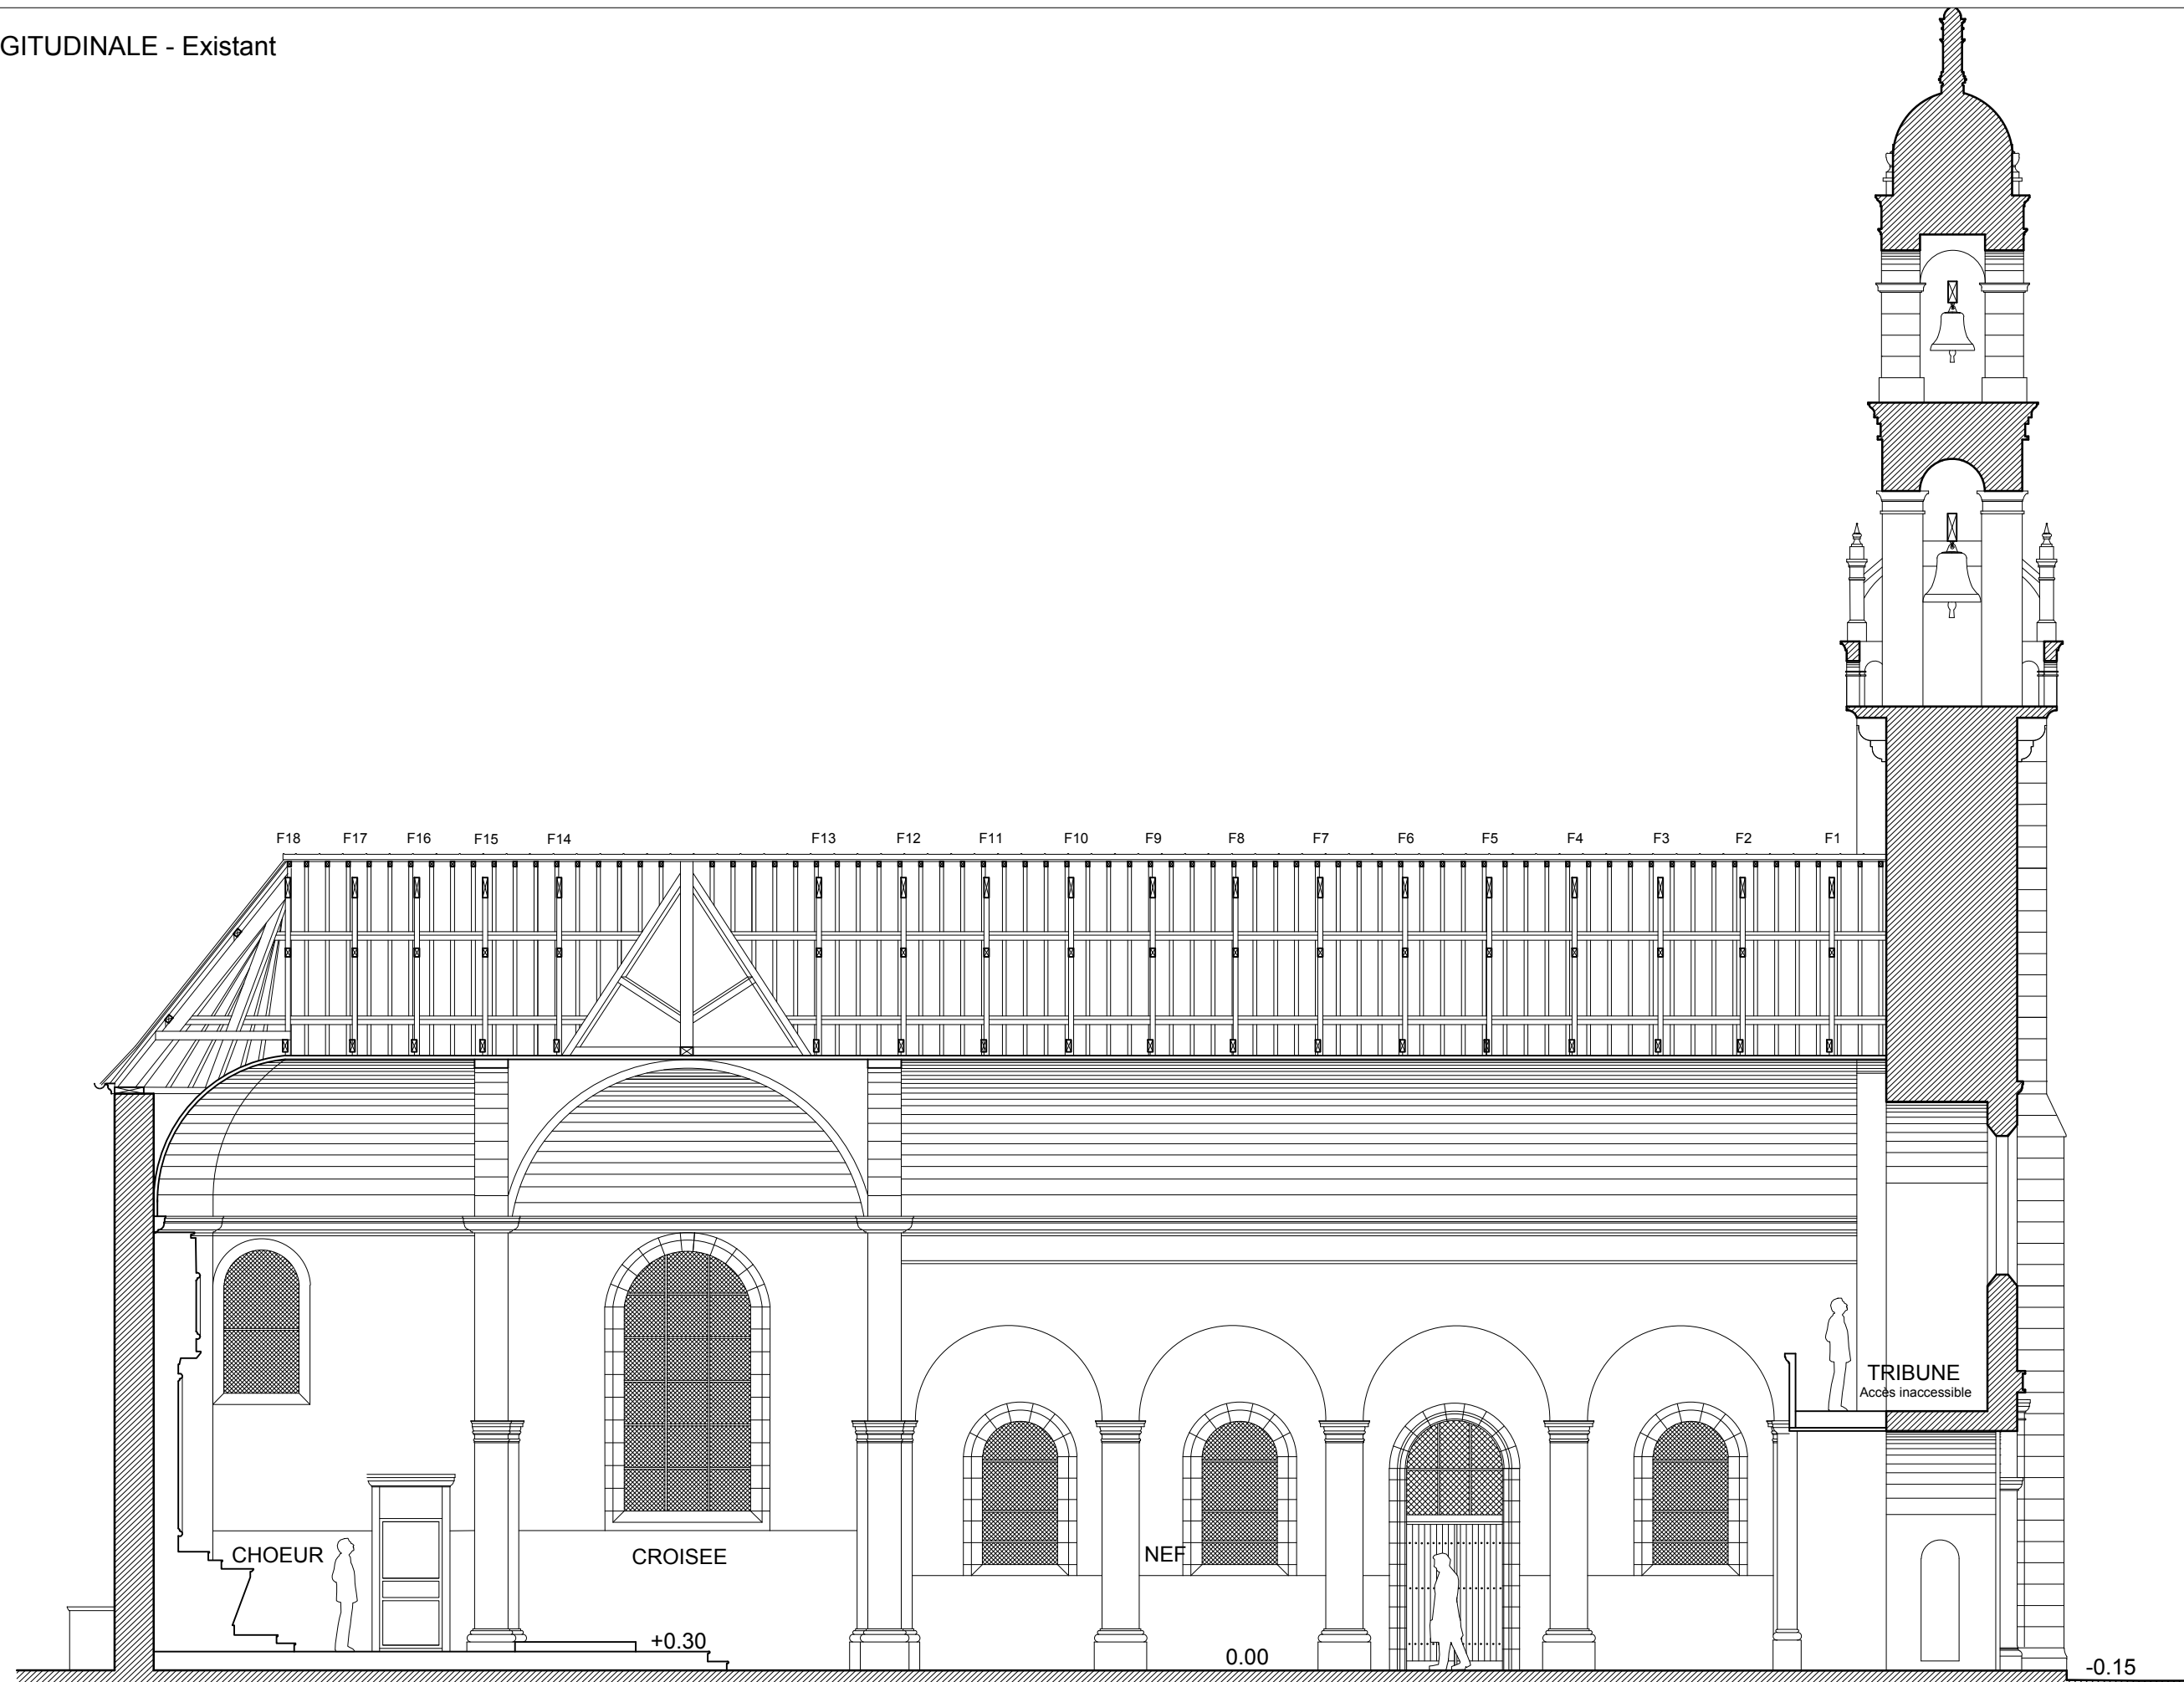 GITUDINALE - Existant
F18 F17 F16 F15 F14 F13 F12 F11 F10 F9 F8 F7 F6 F5 F4 F3 F2 F1
TRIBUNE
Accès inaccessible
CHOEUR
CROISEE
NEF
+0.30
0.00
-0.15